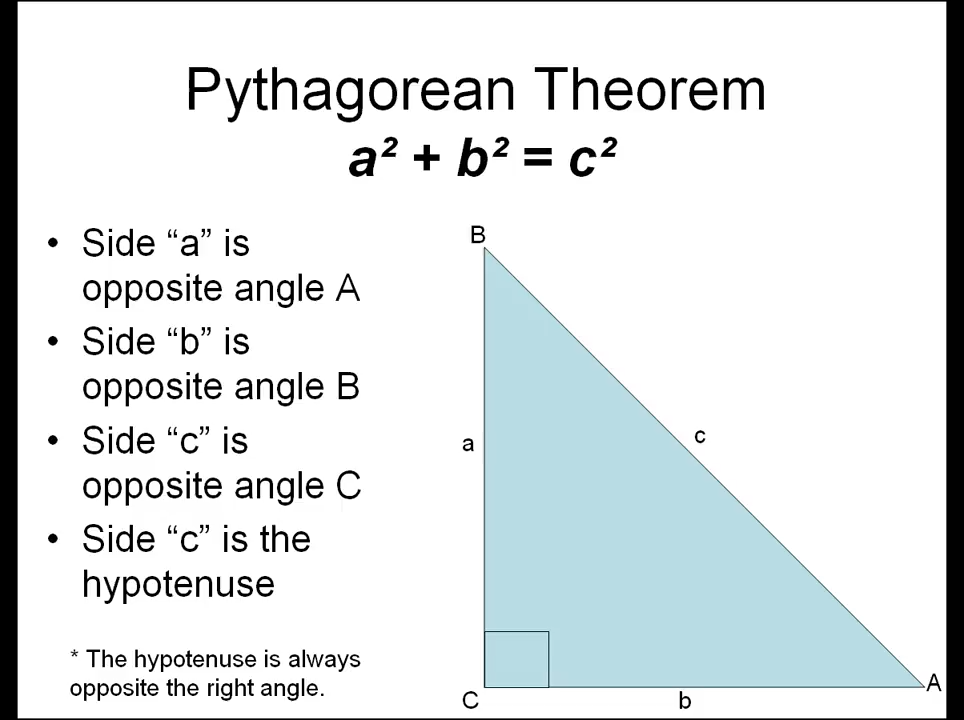 Pythagorean Theorem
a² + b² = c²
• Side “a” is
opposite angle A
• Side “b” is
opposite angle B
• Side “c” is
opposite angle C
• Side “c” is the
hypotenuse
* The hypotenuse is always
opposite the right angle.
B
a
c
C
b
A